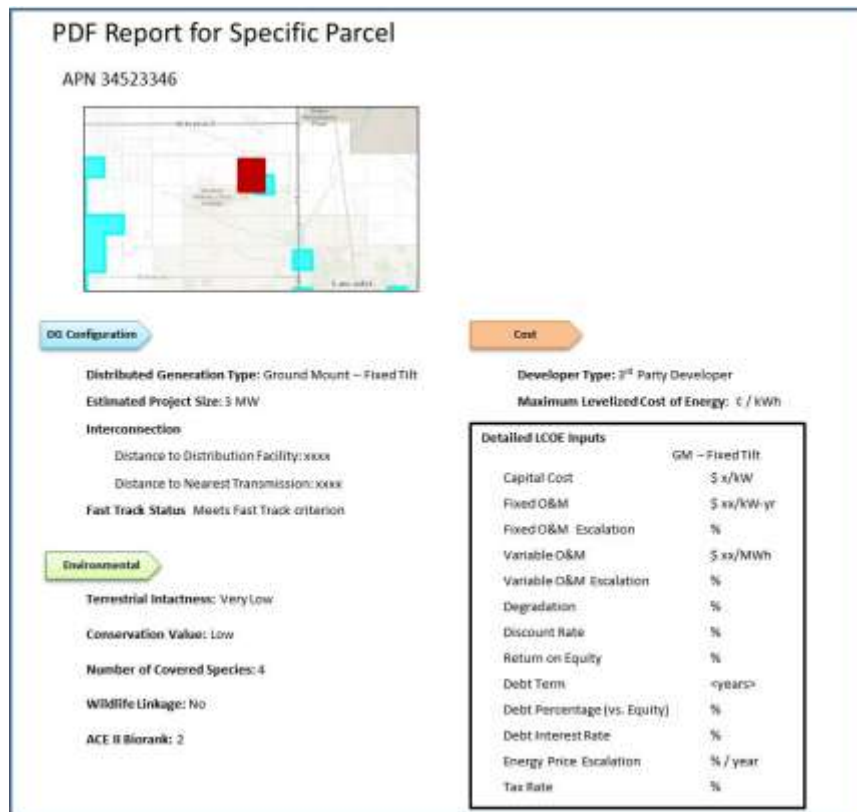 PDF Report for Specific Parcel
APN 34523346
DG Configuration
Distributed Generation Type: Ground Mount – Fixed Tilt
Estimated Project Size: 3 MW
Interconnection
Distance to Distribution Facility: xxxx
Distance to Nearest Transmission: xxxx
Fast Track Status Meets Fast Track criterion
Environmental
Terrestrial Intactness: Very Low
Conservation Value: Low
Number of Covered Species: 4
Wildlife Linkage: No
ACE II Biorank: 2
Cost
Developer Type: 3rd Party Developer
Maximum Levelized Cost of Energy: ¢ / kWh
Detailed LCOE Inputs
GM – Fixed Tilt
Capital Cost $ x/kW
Fixed O&M $ xx/kW-yr
Fixed O&M Escalation %
Variable O&M $ xx/MWh
Variable O&M Escalation %
Degradation %
Discount Rate %
Return on Equity %
Debt Term <years>
Debt Percentage (vs. Equity) %
Debt Interest Rate %
Energy Price Escalation % / year
Tax Rate %